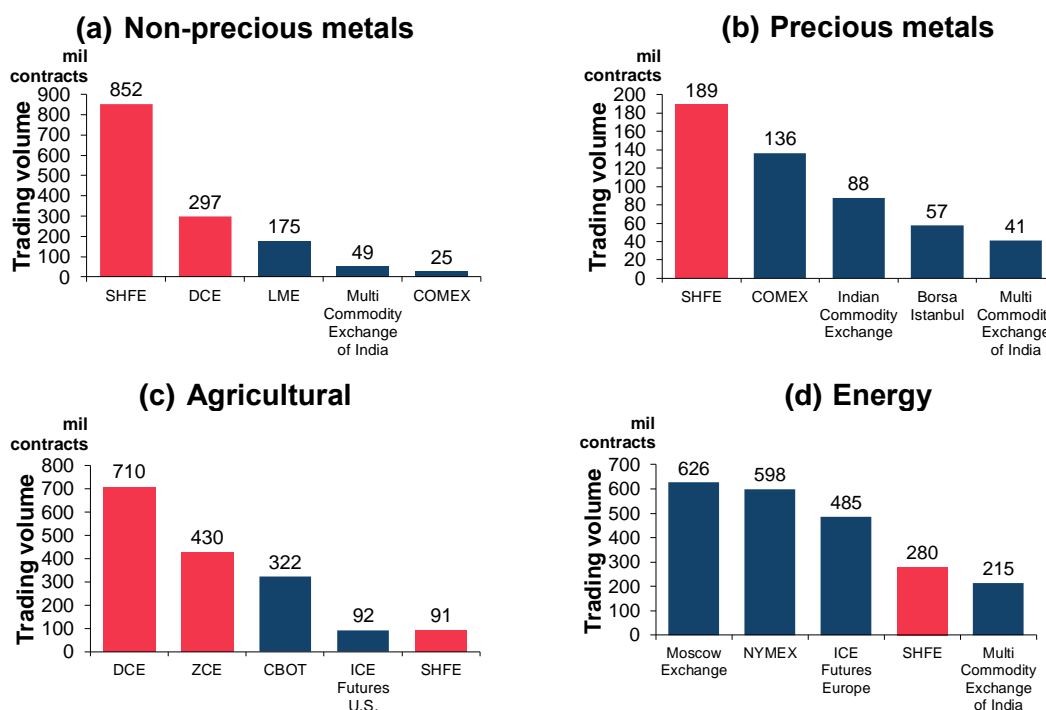 (a) Non-precious metals
mil
contracts
Trading volume
900
800
700
600
500
400
300
200
100
0
852
297
175
49
25
SHFE
DCE
LME
Multi
Commodity
Exchange
of India
COMEX
(b) Precious metals
mil
contracts
Trading volume
200
180
160
140
120
100
80
60
40
20
0
189
136
88
57
41
SHFE
COMEX
Indian
Commodity
Exchange
Borsa
Istanbul
Multi
Commodity
Exchange
of India
(c) Agricultural
mil
contracts
Trading volume
800
700
600
500
400
300
200
100
0
710
430
322
92
91
DCE
ZCE
CBOT
ICE
Futures
U.S.
SHFE
(d) Energy
mil
contracts
Trading volume
700
600
500
400
300
200
100
0
626
598
485
280
215
Moscow
Exchange
NYMEX
ICE
Futures
Europe
SHFE
Multi
Commodity
Exchange
of India